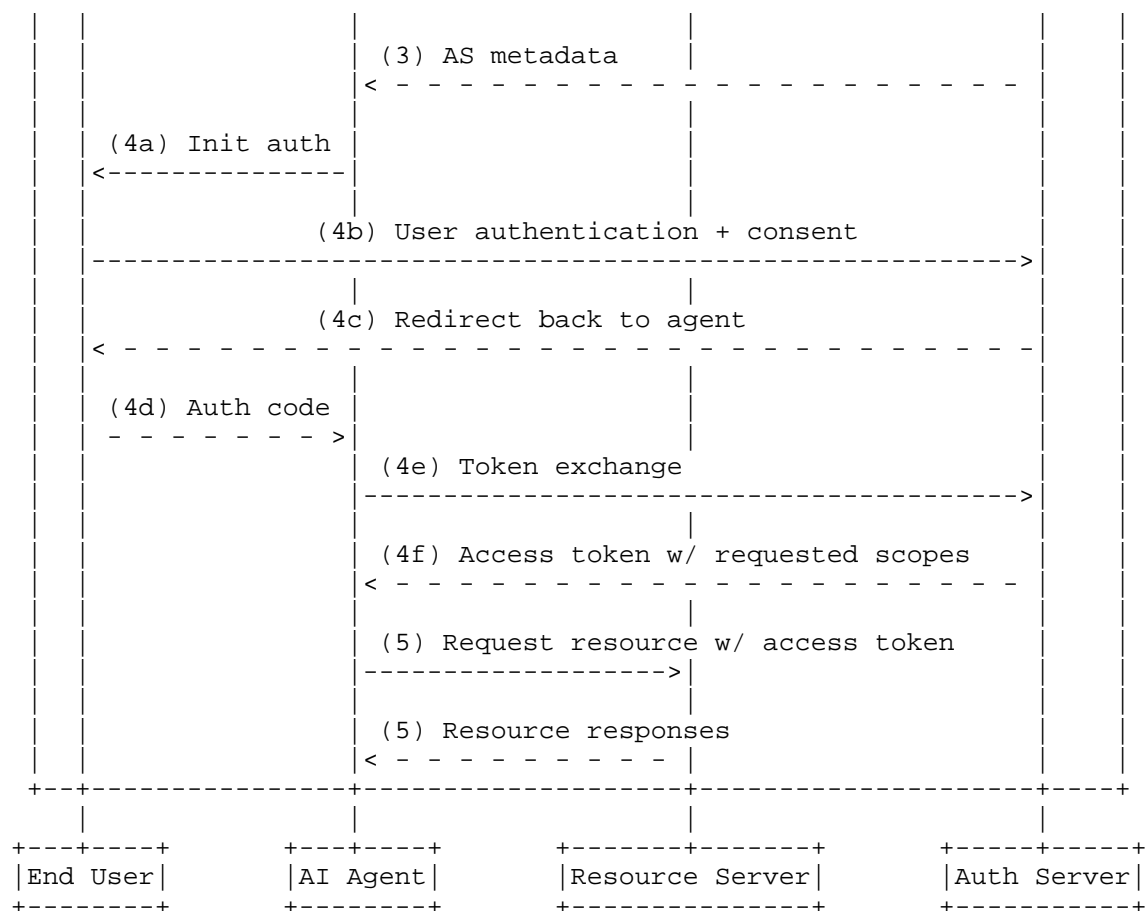 (3) AS metadata
(4a) Init auth
(4b) User authentication + consent
(4c) Redirect back to agent
(4d) Auth code
(4e) Token exchange
(4f) Access token w/ requested scopes
(5) Request resource w/ access token
(5) Resource responses
End User AI Agent Resource Server Auth Server